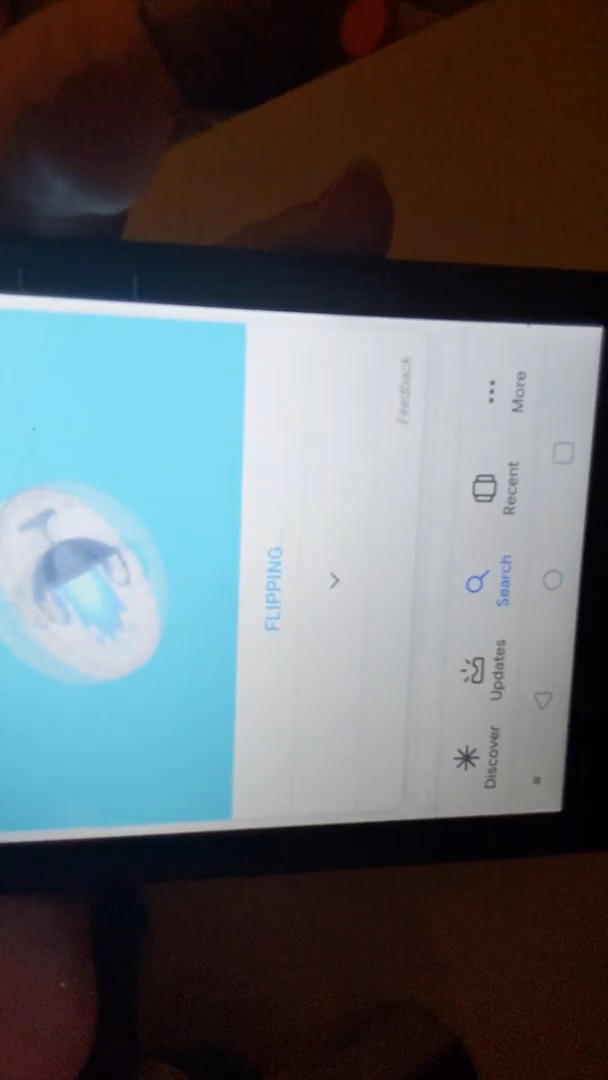 FLIPPING...
Feedback
Discover
Updates
Search
Recent
More